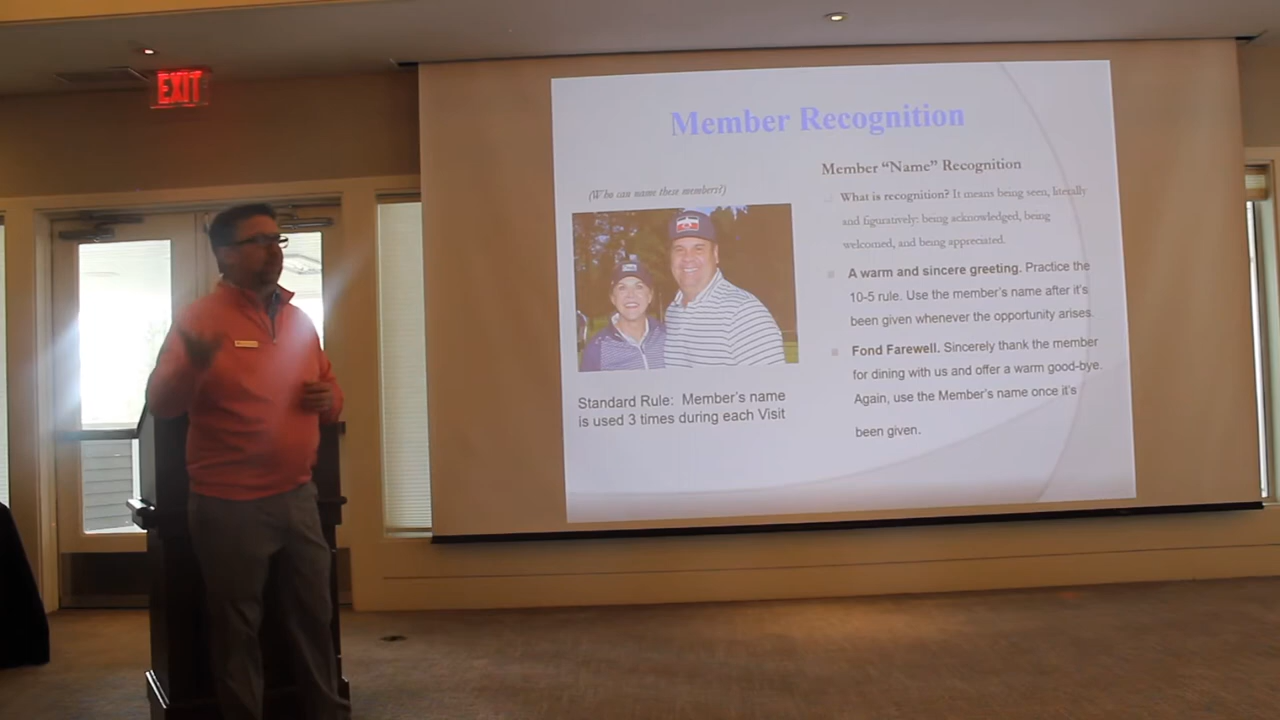 EXIT
Member Recognition
(Who can name these members?)
Standard Rule: Member's name
is used 3 times during each Visit
Member “Name” Recognition
What is recognition? It means being seen, literally
and figuratively: being acknowledged, being
welcomed, and being appreciated.
A warm and sincere greeting. Practice the
10-5 rule. Use the member's name after it's
been given whenever the opportunity arises.
Fond Farewell. Sincerely thank the member
for dining with us and offer a warm good-bye.
Again, use the Member's name once it's
been given.